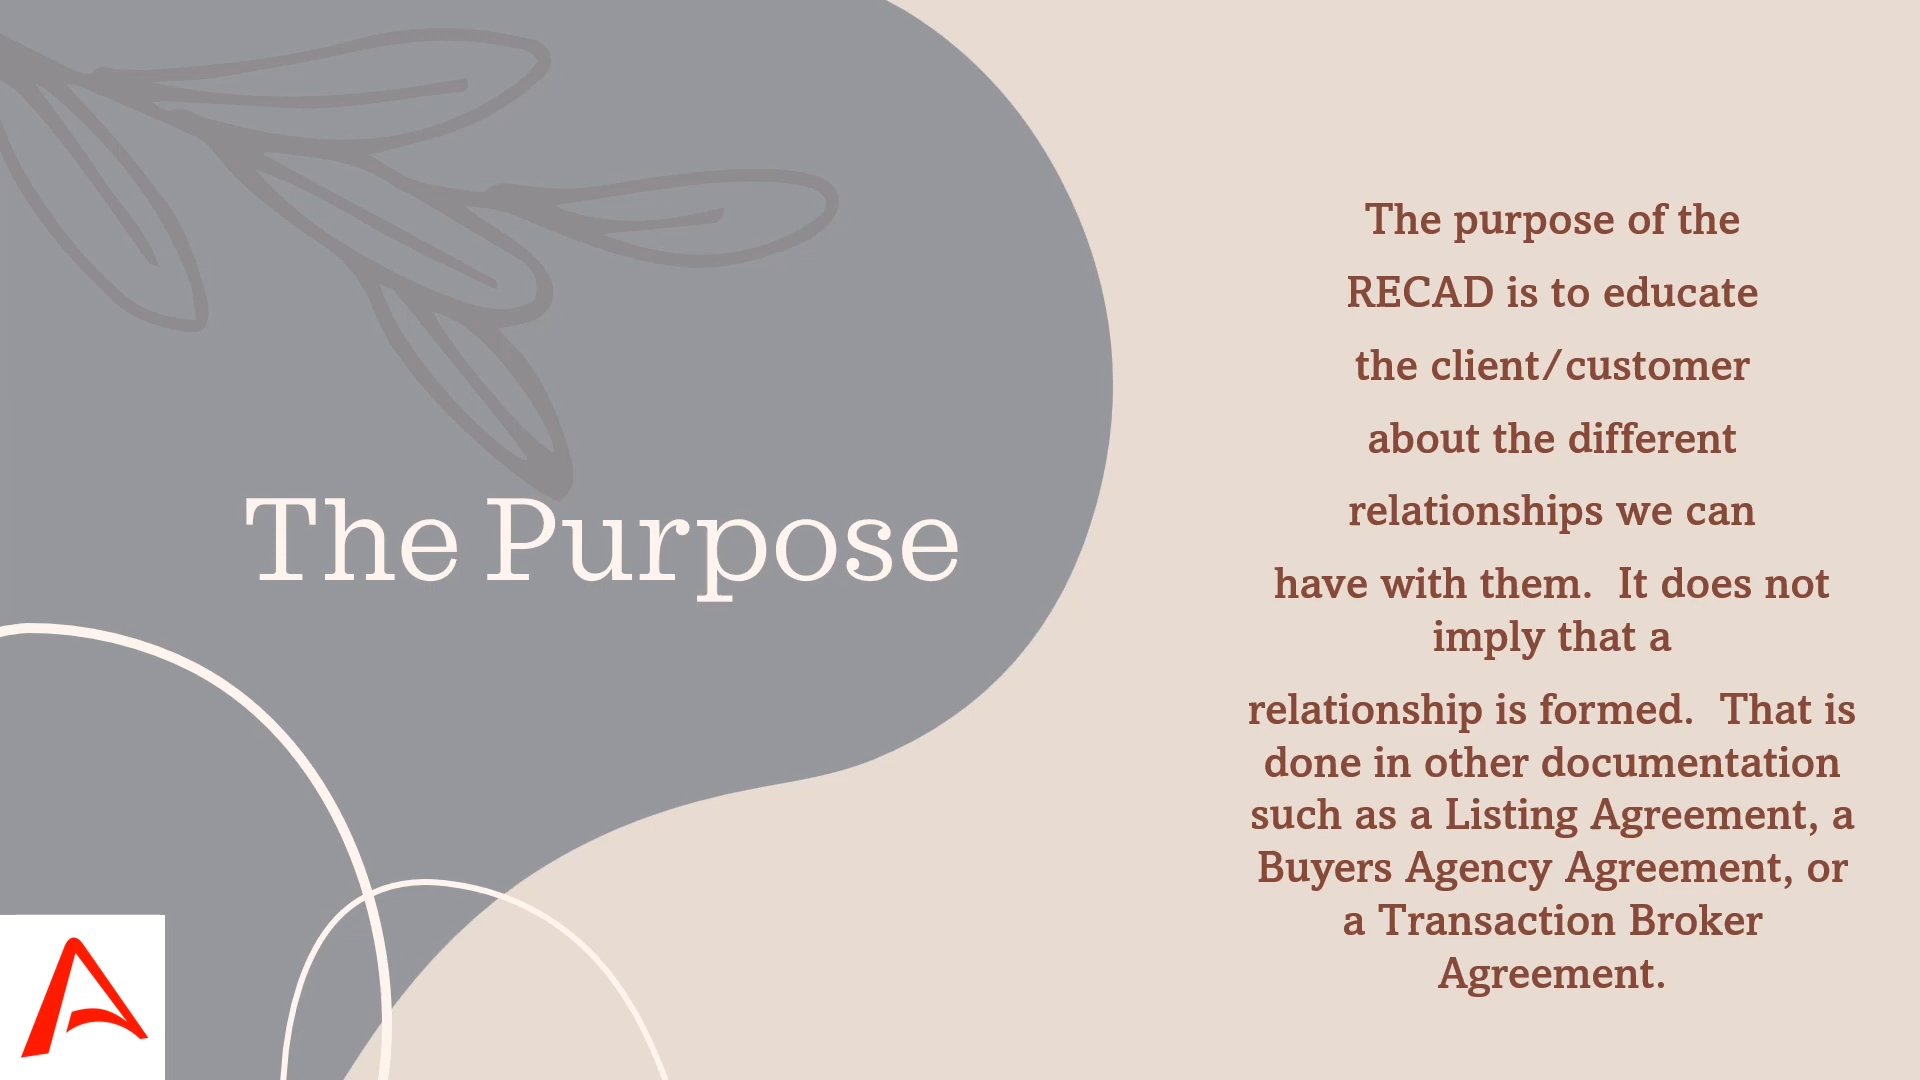 The Purpose
The purpose of the
RECAD is to educate
the client/customer
about the different
relationships we can
have with them.  It does not
imply that a
relationship is formed.  That is
done in other documentation
such as a Listing Agreement, a
Buyers Agency Agreement, or
a Transaction Broker
Agreement.